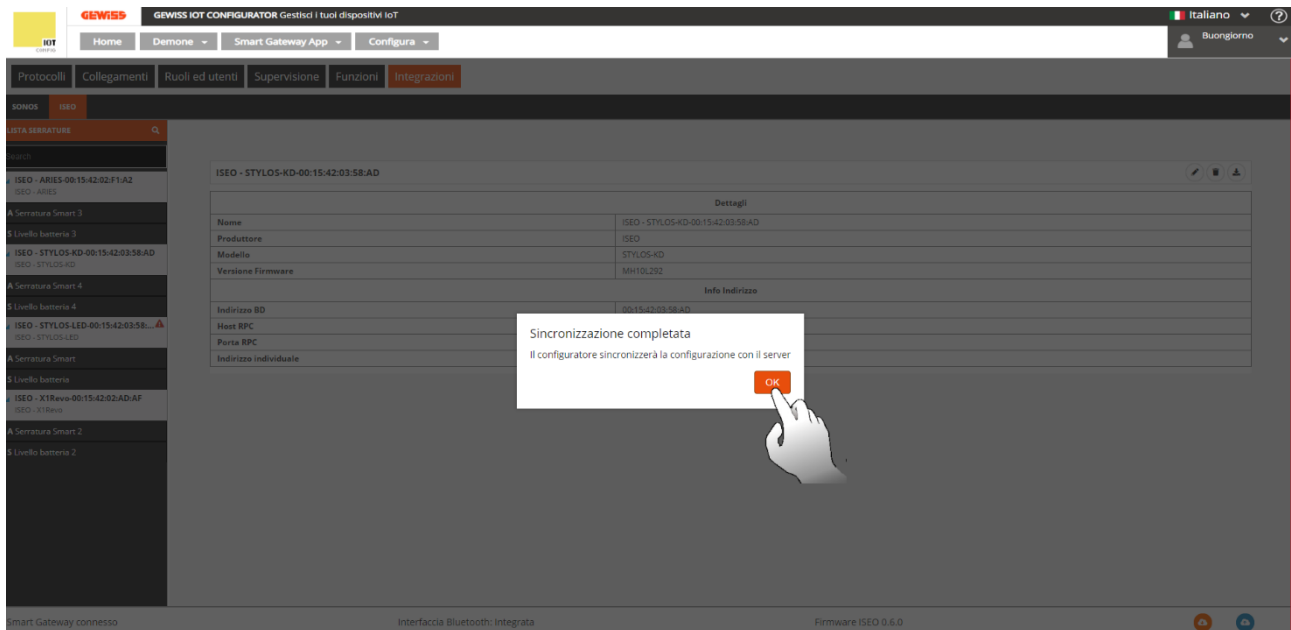 GEWISS
GEWISS IOT CONFIGURATOR Gestisci i tuoi dispositivi IoT
Italiano
?
IOT
CONFIG
Home
Demone
Smart Gateway App
Configura
Buongiorno
Protocolli
Collegamenti
Ruoli ed utenti
Supervisione
Funzioni
Integrazioni
SONOS
ISEO
LISTA SERRATURE
Search
ISEO - ARIES-00:15:42:02:F1:A2
ISEO - ARIES
A Serratura Smart 3
S Livello batteria 3
ISEO - STYLOS-KD-00:15:42:03:58:AD
ISEO - STYLOS-KD
A Serratura Smart 4
S Livello batteria 4
ISEO - STYLOS-LED-00:15:42:03:58:...
ISEO - STYLOS-LED
A Serratura Smart
S Livello batteria
ISEO - X1Revo-00:15:42:02:AD:AF
ISEO - X1Revo
A Serratura Smart 2
S Livello batteria 2
ISEO - STYLOS-KD-00:15:42:03:58:AD
Dettagli
Nome ISEO - STYLOS-KD-00:15:42:03:58:AD
Produttore ISEO
Modello STYLOS-KD
Versione Firmware MH10L292
Info Indirizzo
Indirizzo BD 00:15:42:03:58:AD
Host RPC
Porta RPC
Indirizzo individuale
Sincronizzazione completata
Il configuratore sincronizzerà la configurazione con il server
OK
Smart Gateway connesso
Interfaccia Bluetooth: Integrata
Firmware ISEO 0.6.0